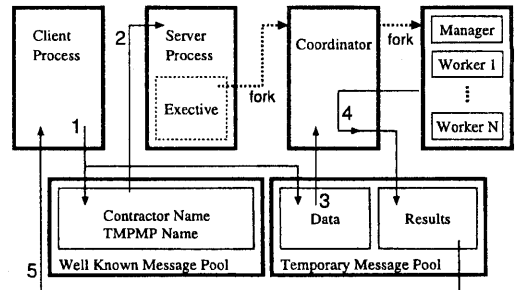 Client
Process
2
Server
Process
Exective
fork
Coordinator
fork
Manager
Worker 1
Worker N
1
4
3
Contractor Name
TMPMP Name
Data
Results
5
Well Known Message Pool
Temporary Message Pool